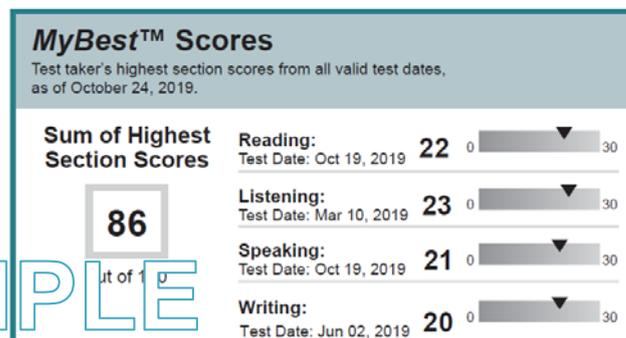 MyBest™ Scores
Test taker's highest section scores from all valid test dates,
as of October 24, 2019.
Sum of Highest
Section Scores
86
of
Reading:
Test Date: Oct 19, 2019
22
0
30
Listening:
Test Date: Mar 10, 2019
23
0
30
Speaking:
Test Date: Oct 19, 2019
21
0
30
Writing:
Test Date: Jun 02, 2019
20
0
30